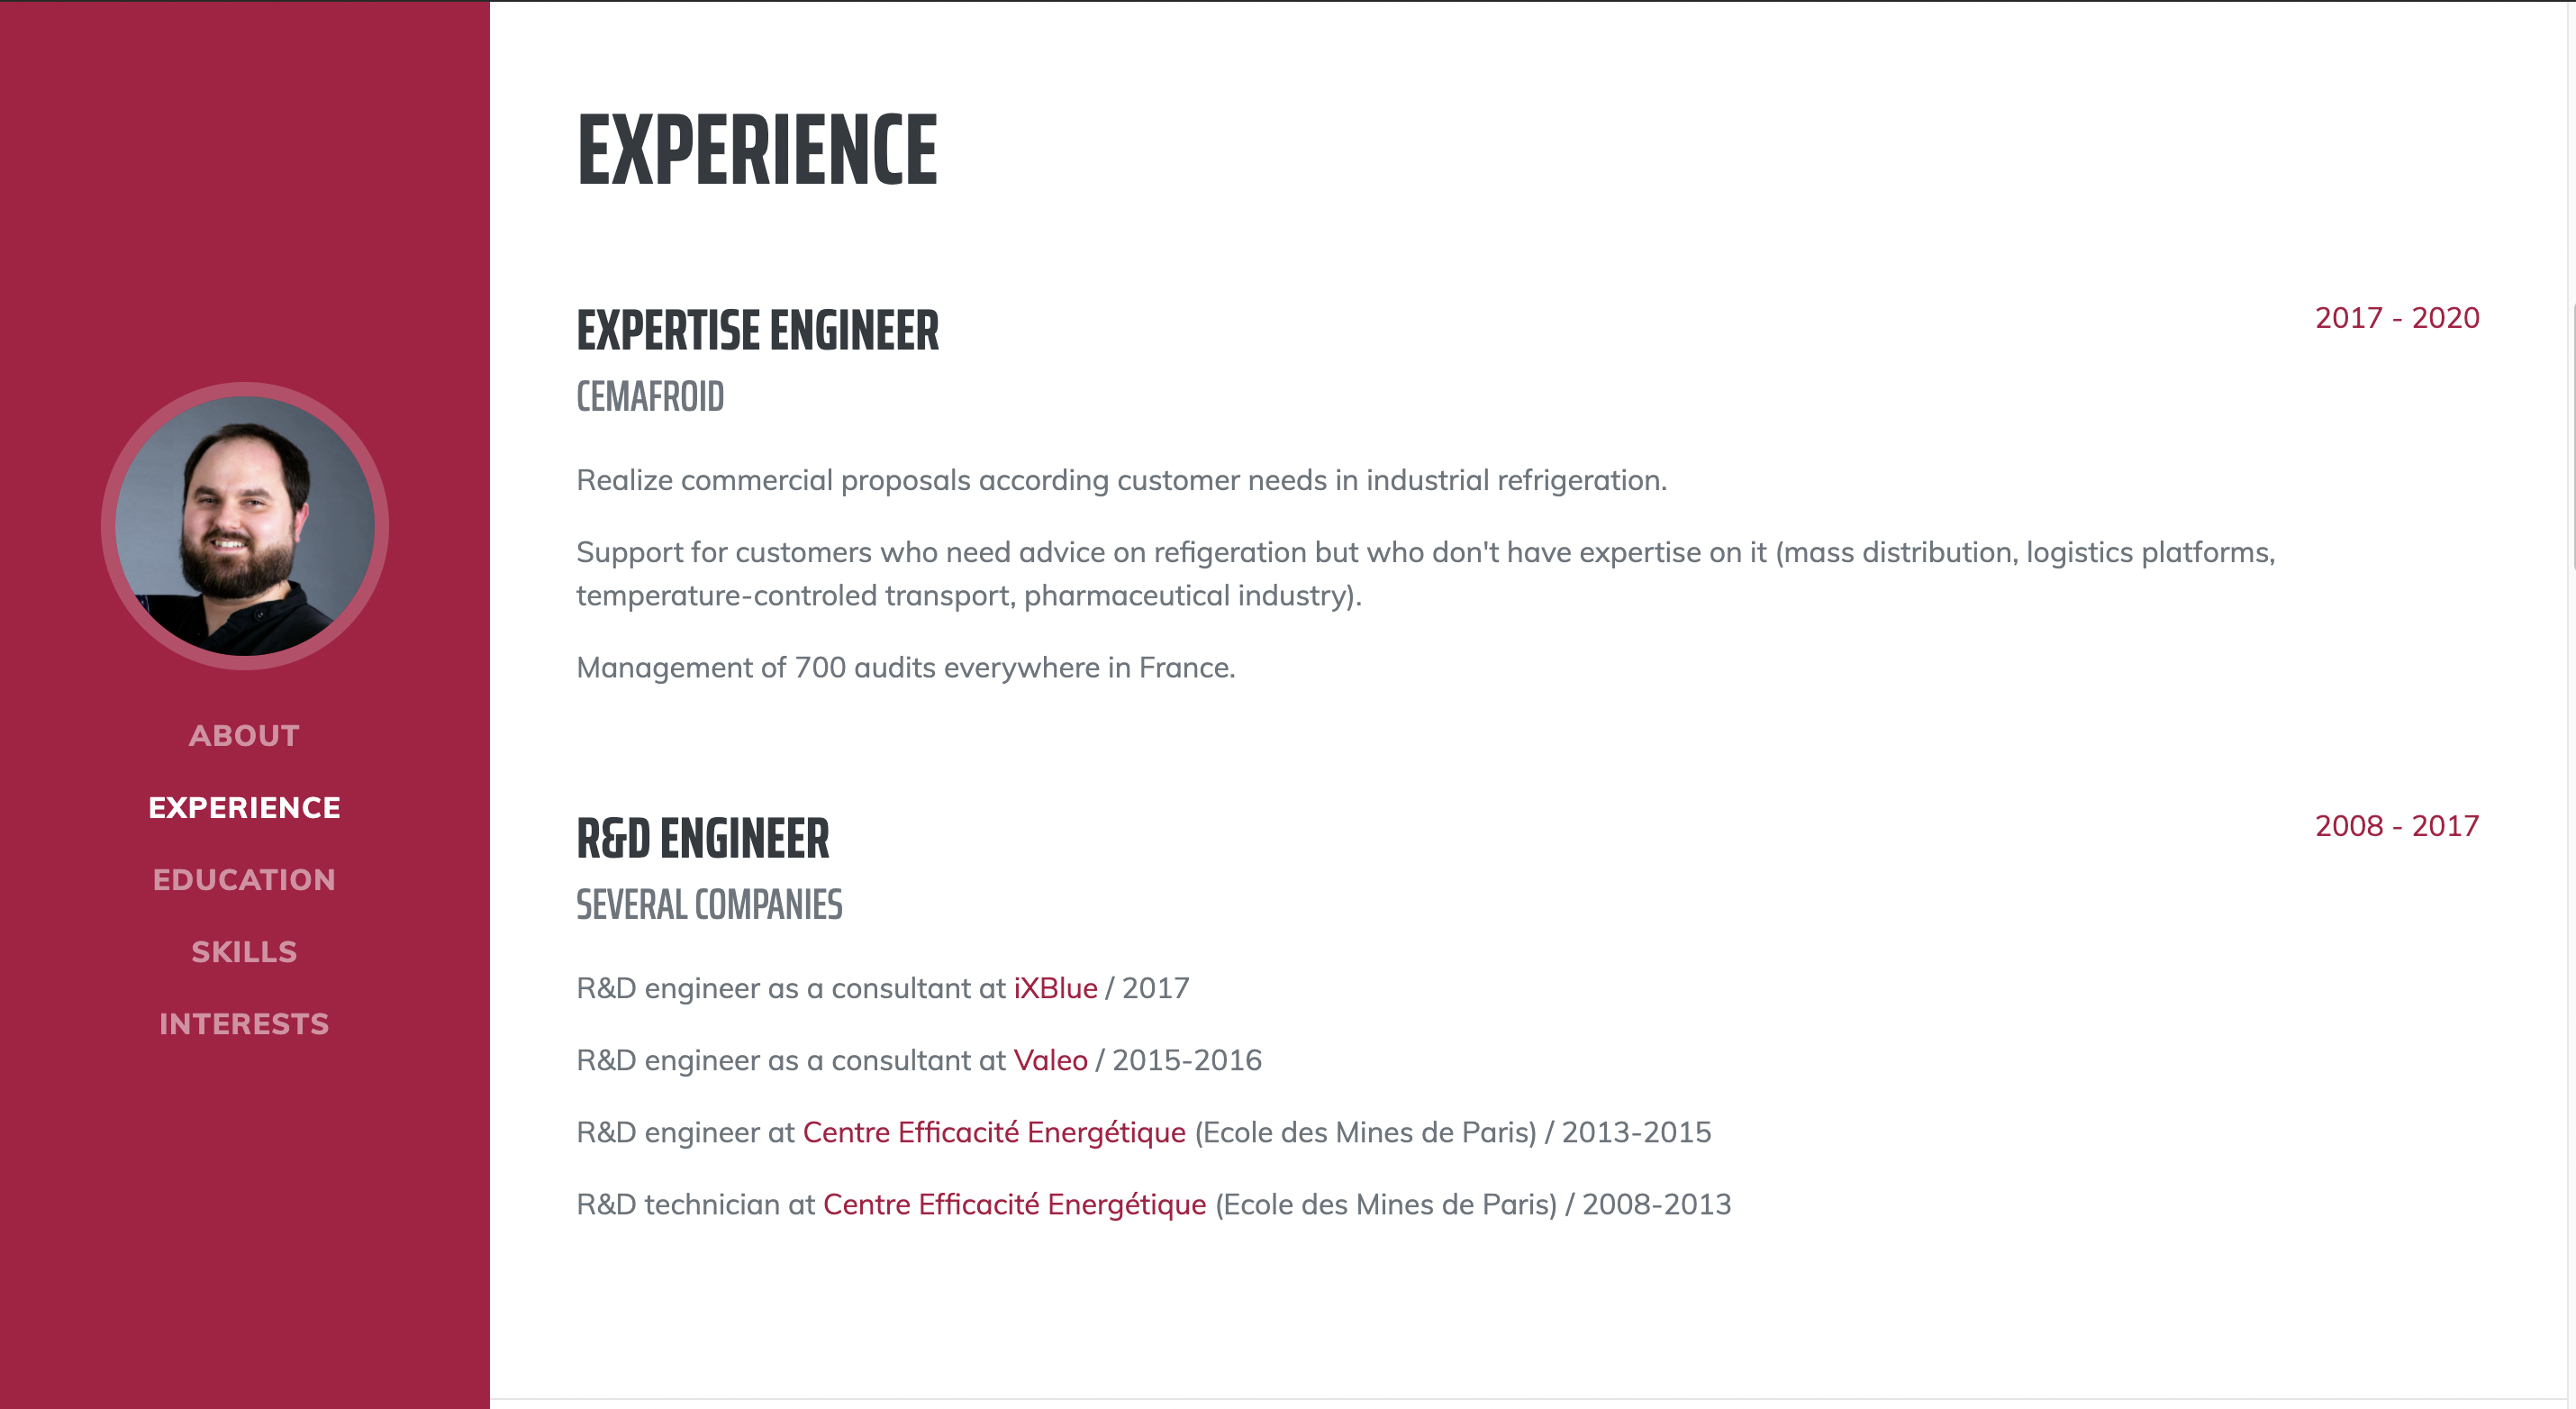 ABOUT
EXPERIENCE
EDUCATION
SKILLS
INTERESTS
EXPERIENCE
EXPERTISE ENGINEER
2017 - 2020
CEMAFROID
Realize commercial proposals according customer needs in industrial refrigeration.
Support for customers who need advice on refigeration but who don't have expertise on it (mass distribution, logistics platforms,
temperature-controled transport, pharmaceutical industry).
Management of 700 audits everywhere in France.
R&D ENGINEER
2008 - 2017
SEVERAL COMPANIES
R&D engineer as a consultant at iXBlue / 2017
R&D engineer as a consultant at Valeo / 2015-2016
R&D engineer at Centre Efficacité Energétique (Ecole des Mines de Paris) / 2013-2015
R&D technician at Centre Efficacité Energétique (Ecole des Mines de Paris) / 2008-2013